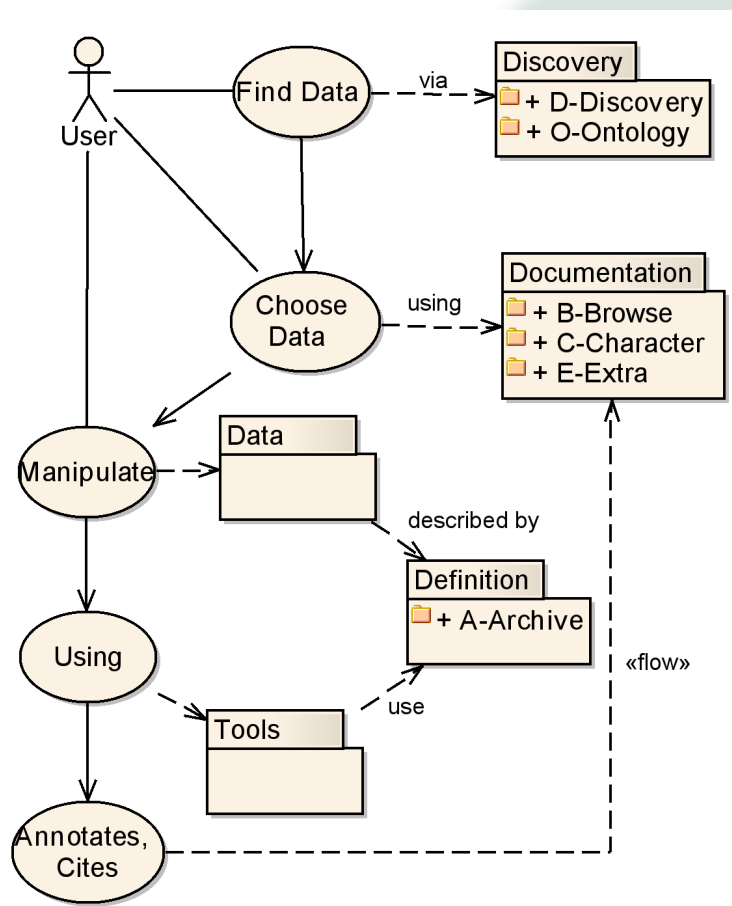 User
Find Data
via
Discovery
+ D-Discovery
+ O-Ontology
Choose
Data
using
Documentation
+ B-Browse
+ C-Character
+ E-Extra
Manipulate
Data
described by
Definition
+ A-Archive
Using
Tools
use
«flow»
Annotates,
Cites